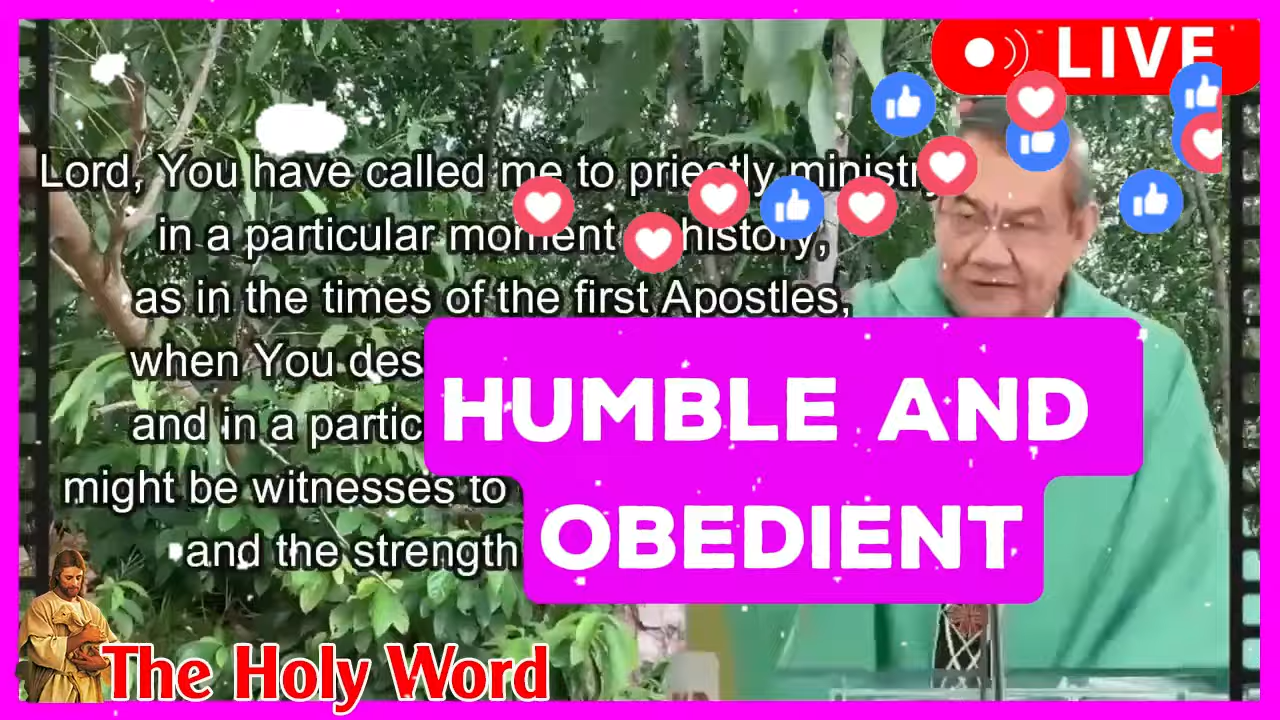 LIVE
Lord, You have called me to priestly ministry
in a particular moment history,
as in the times of the first Apostles,
when You des
and in a partic
might be witnesses to
and the strength
HUMBLE AND
OBEDIENT
The Holy Word